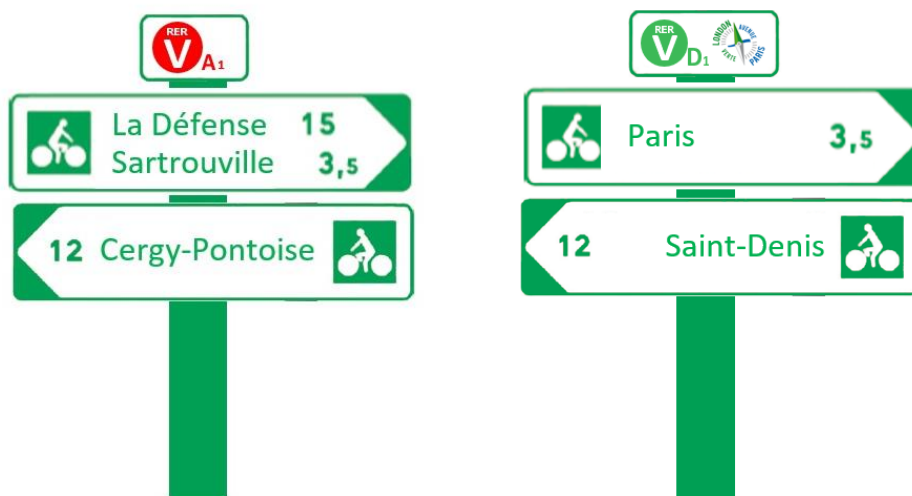 RER
V A1
La Défense 15
Sartrouville 3,5
12 Cergy-Pontoise
RER
V D1
AVENUE VERTE
LONDON PARIS
Paris 3,5
12 Saint-Denis